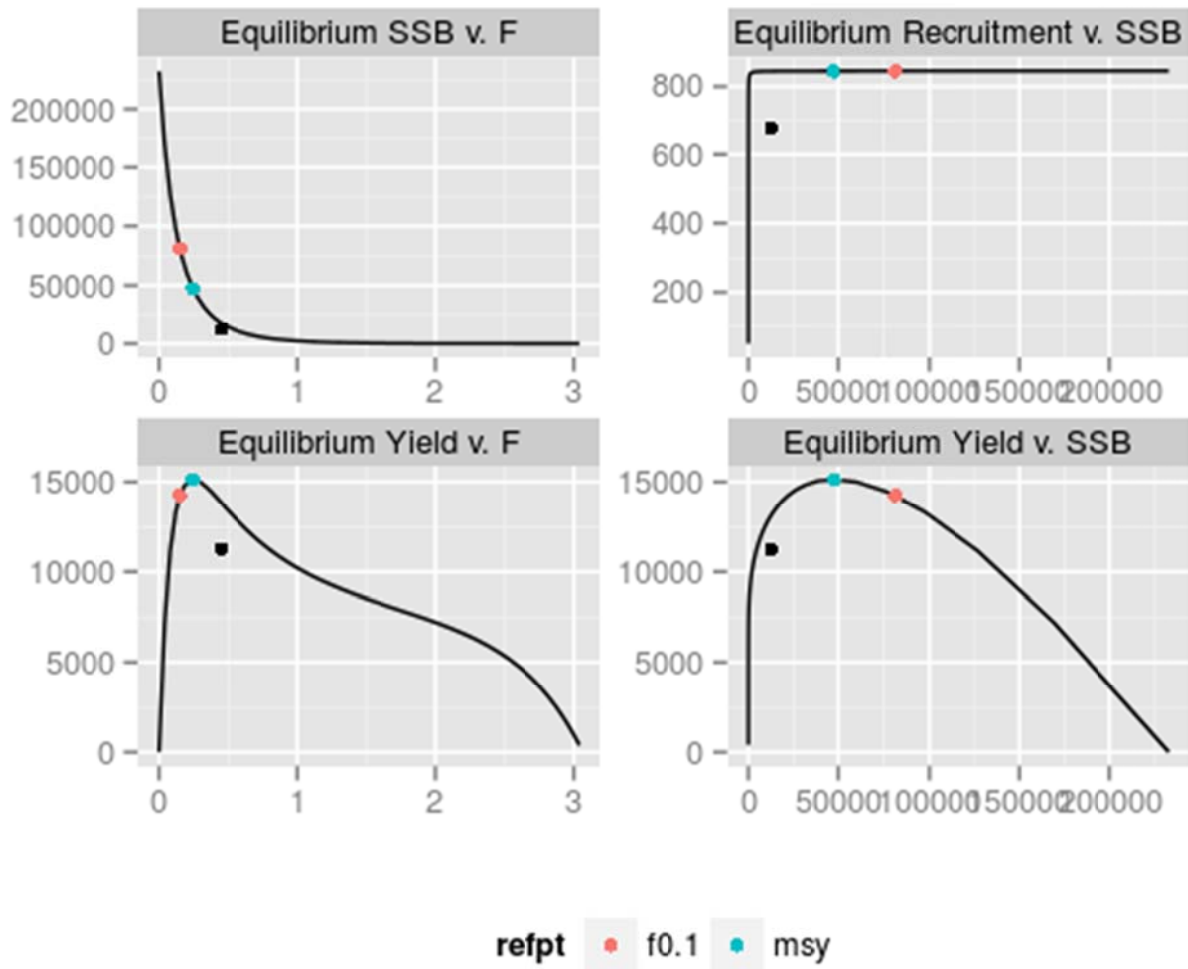 Equilibrium SSB v. F
200000
150000
100000
50000
0
0 1 2 3
Equilibrium Recruitment v. SSB
800
600
400
200
0 50000 100000 150000 200000
Equilibrium Yield v. F
15000
10000
5000
0
0 1 2 3
Equilibrium Yield v. SSB
15000
10000
5000
0
0 50000 100000 150000 200000
refpt f0.1 msy